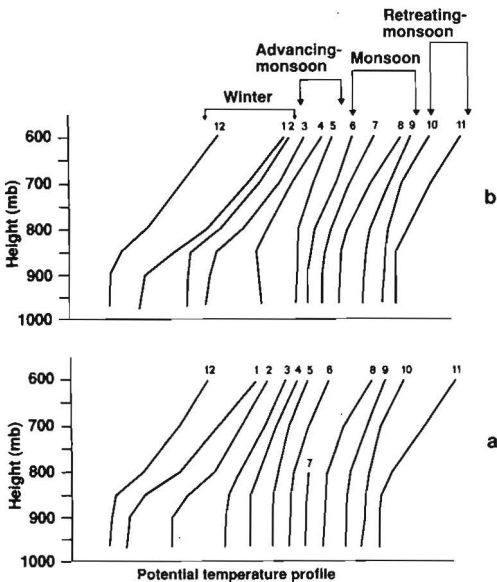 Retreating-
monsoon
Advancing-
monsoon
Monsoon
Winter
12 1 2 3 4 5 6 7 8 9 10 11
600
700
800
900
1000
Height (mb)
b
12 1 2 3 4 5 6 8 9 10 11
7
600
700
800
900
1000
Height (mb)
a
Potential temperature profile